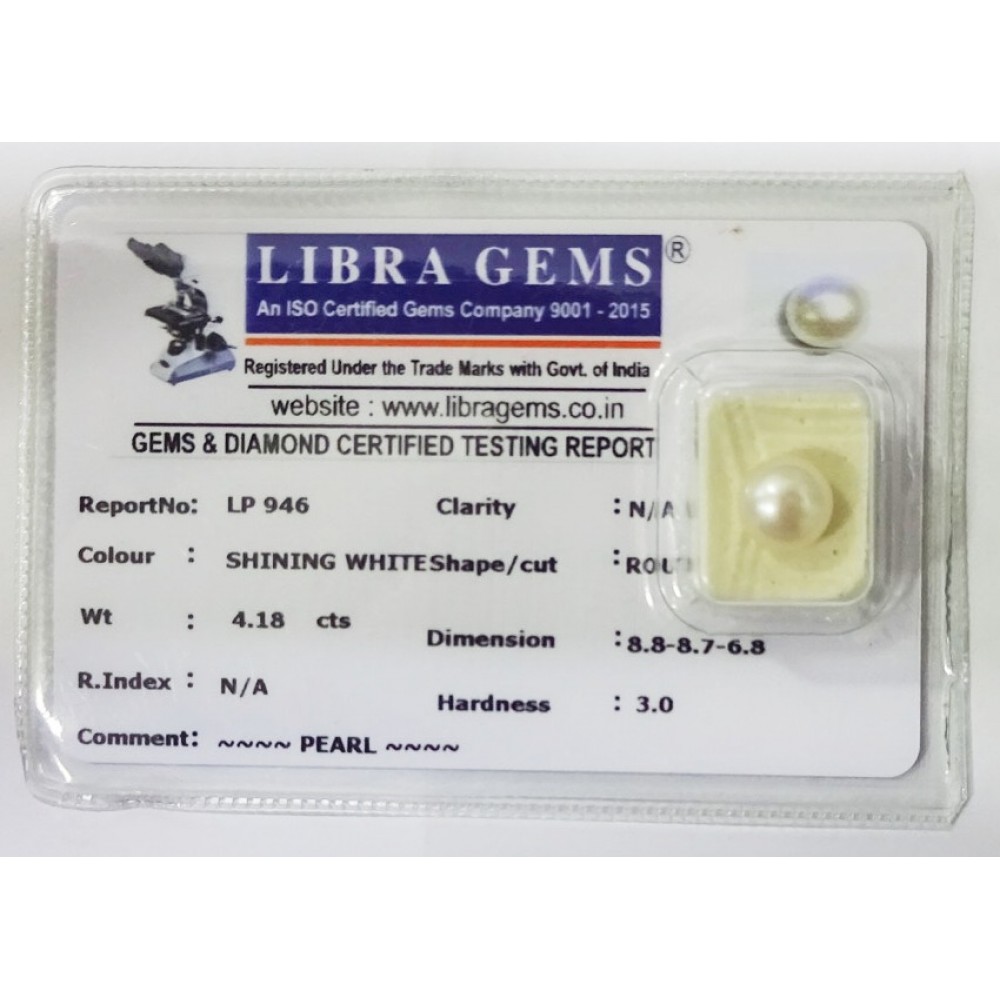 LIBRA GEMS ®
An ISO Certified Gems Company 9001 - 2015
Registered Under the Trade Marks with Govt. of India
website : www.libragems.co.in
GEMS & DIAMOND CERTIFIED TESTING REPORT
ReportNo: LP 946 Clarity : N/A
Colour : SHINING WHITE Shape/cut :
Wt : 4.18 cts
Dimension : 8.8-8.7-6.8
R.Index : N/A
Hardness : 3.0
Comment: ~~~~ PEARL ~~~~